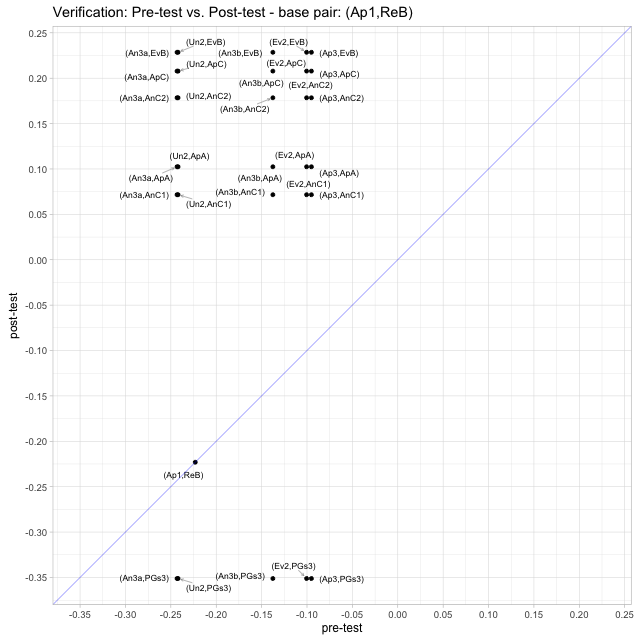 Verification: Pre-test vs. Post-test - base pair: (Ap1,ReB)
0.25
(Un2,EvB)
(Ev2,EvB)
(An3a,EvB)
(An3b,EvB)
(Ap3,EvB)
(Un2,ApC)
(Ev2,ApC)
(An3a,ApC)
(Ap3,ApC)
0.20
(An3b,ApC)
(Ev2,AnC2)
(An3a,AnC2)
(Un2,AnC2)
(Ap3,AnC2)
(An3b,AnC2)
0.15
(Un2,ApA)
(Ev2,ApA)
0.10
(An3a,ApA)
(An3b,ApA)
(Ap3,ApA)
(Ev2,AnC1)
(An3a,AnC1)
(An3b,AnC1)
(Ap3,AnC1)
(Un2,AnC1)
0.05
0.00
post-test
-0.05
-0.10
-0.15
-0.20
(Ap1,ReB)
-0.25
-0.30
(Ev2,PGs3)
-0.35
(An3a,PGs3)
(An3b,PGs3)
(Ap3,PGs3)
(Un2,PGs3)
-0.35 -0.30 -0.25 -0.20 -0.15 -0.10 -0.05 0.00 0.05 0.10 0.15 0.20 0.25
pre-test